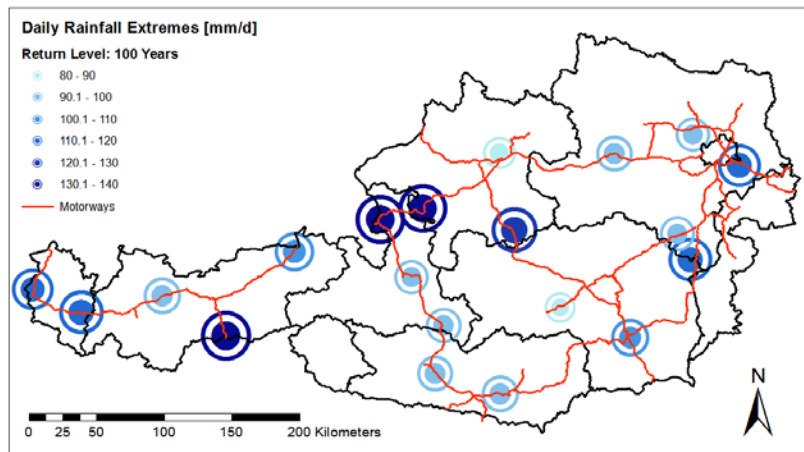 Daily Rainfall Extremes [mm/d]
Return Level: 100 Years
80 - 90
90.1 - 100
100.1 - 110
110.1 - 120
120.1 - 130
130.1 - 140
Motorways
N
0 25 50 100 150 200 Kilometers